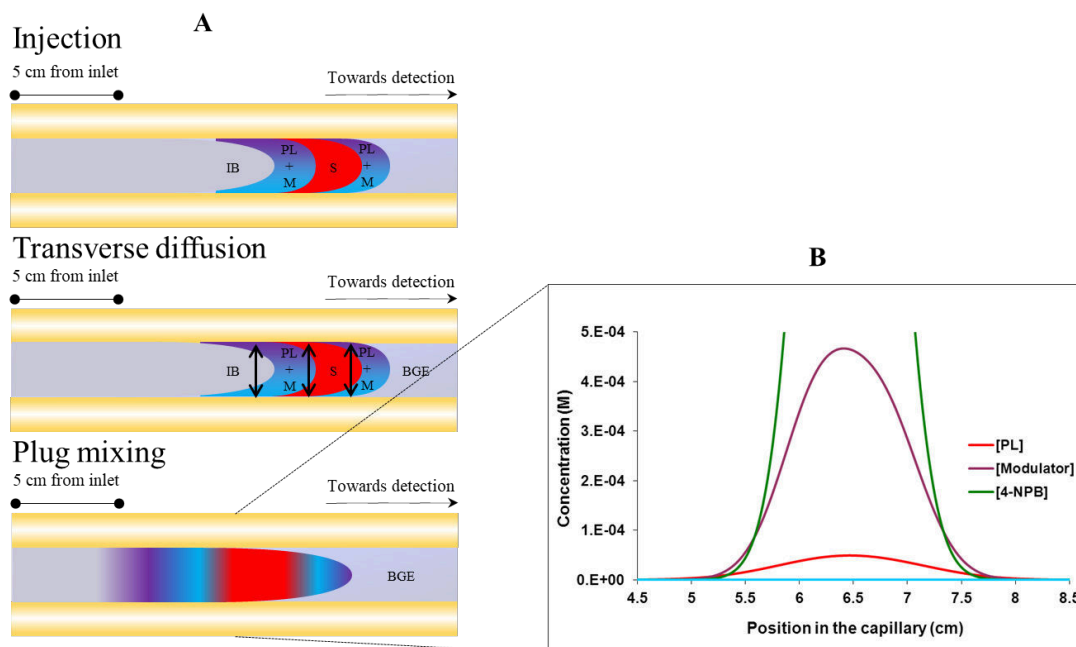 A
Injection
5 cm from inlet
Towards detection
IB
PL
+
M
S
PL
+
M
Transverse diffusion
5 cm from inlet
Towards detection
IB
PL
+
M
S
PL
+
M
BGE
Plug mixing
5 cm from inlet
Towards detection
BGE
B
5.E-04
4.E-04
3.E-04
2.E-04
1.E-04
0.E+00
Concentration (M)
4.5 5 5.5 6 6.5 7 7.5 8 8.5
Position in the capillary (cm)
[PL]
[Modulator]
[4-NPB]